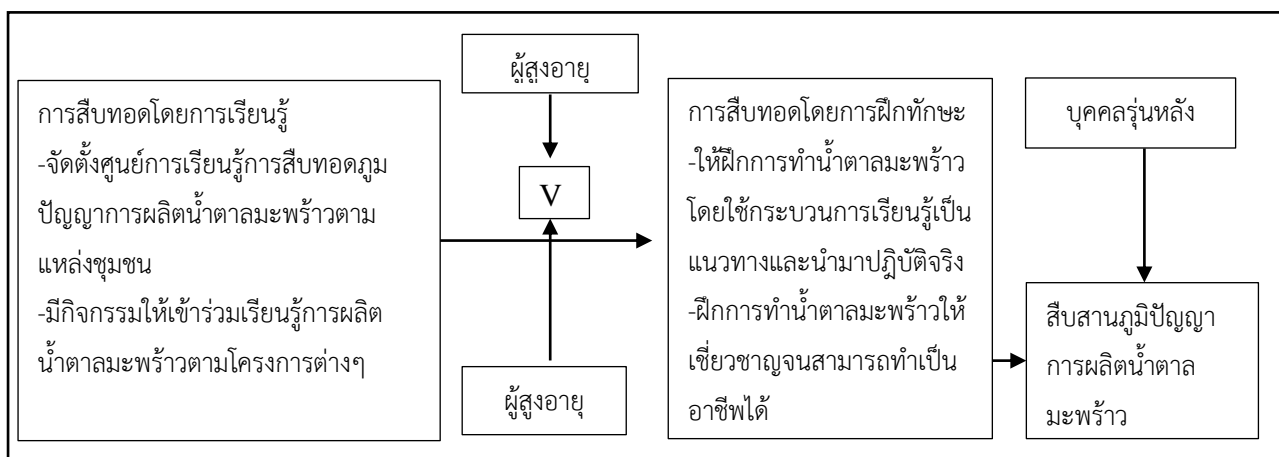 ผู้สูงอายุ
การสืบทอดโดยการเรียนรู้
-จัดตั้งศูนย์การเรียนรู้การสืบทอดภูม
ปัญญาการผลิตน้ำตาลมะพร้าวตาม
แหล่งชุมชน
-มีกิจกรรมให้เข้าร่วมเรียนรู้การผลิต
น้ำตาลมะพร้าวตามโครงการต่างๆ
V
ผู้สูงอายุ
การสืบทอดโดยการฝึกทักษะ
-ให้ฝึกการทำน้ำตาลมะพร้าว
โดยใช้กระบวนการเรียนรู้เป็น
แนวทางและนำมาปฎิบัติจริง
-ฝึกการทำน้ำตาลมะพร้าวให้
เชี่ยวชาญจนสามารถทำเป็น
อาชีพได้
บุคคลรุ่นหลัง
สืบสานภูมิปัญญา
การผลิตน้ำตาล
มะพร้าว